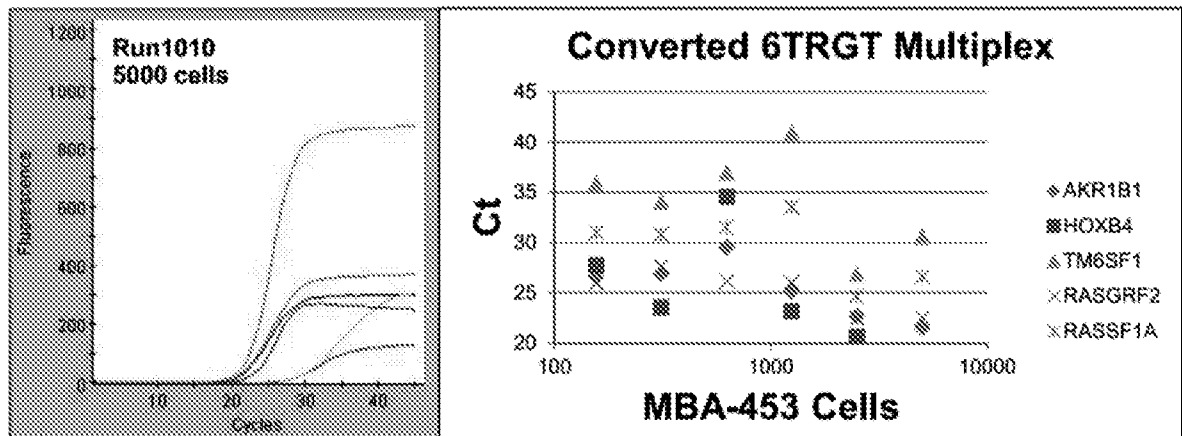 Run1010
5000 cells
1200
1000
800
600
400
200
0
Fluorescence
10
20
30
40
Cycles
Converted 6TRGT Multiplex
45
40
35
30
25
20
Ct
100
1000
10000
MBA-453 Cells
AKR1B1
HOXB4
TM6SF1
RASGRF2
RASSF1A